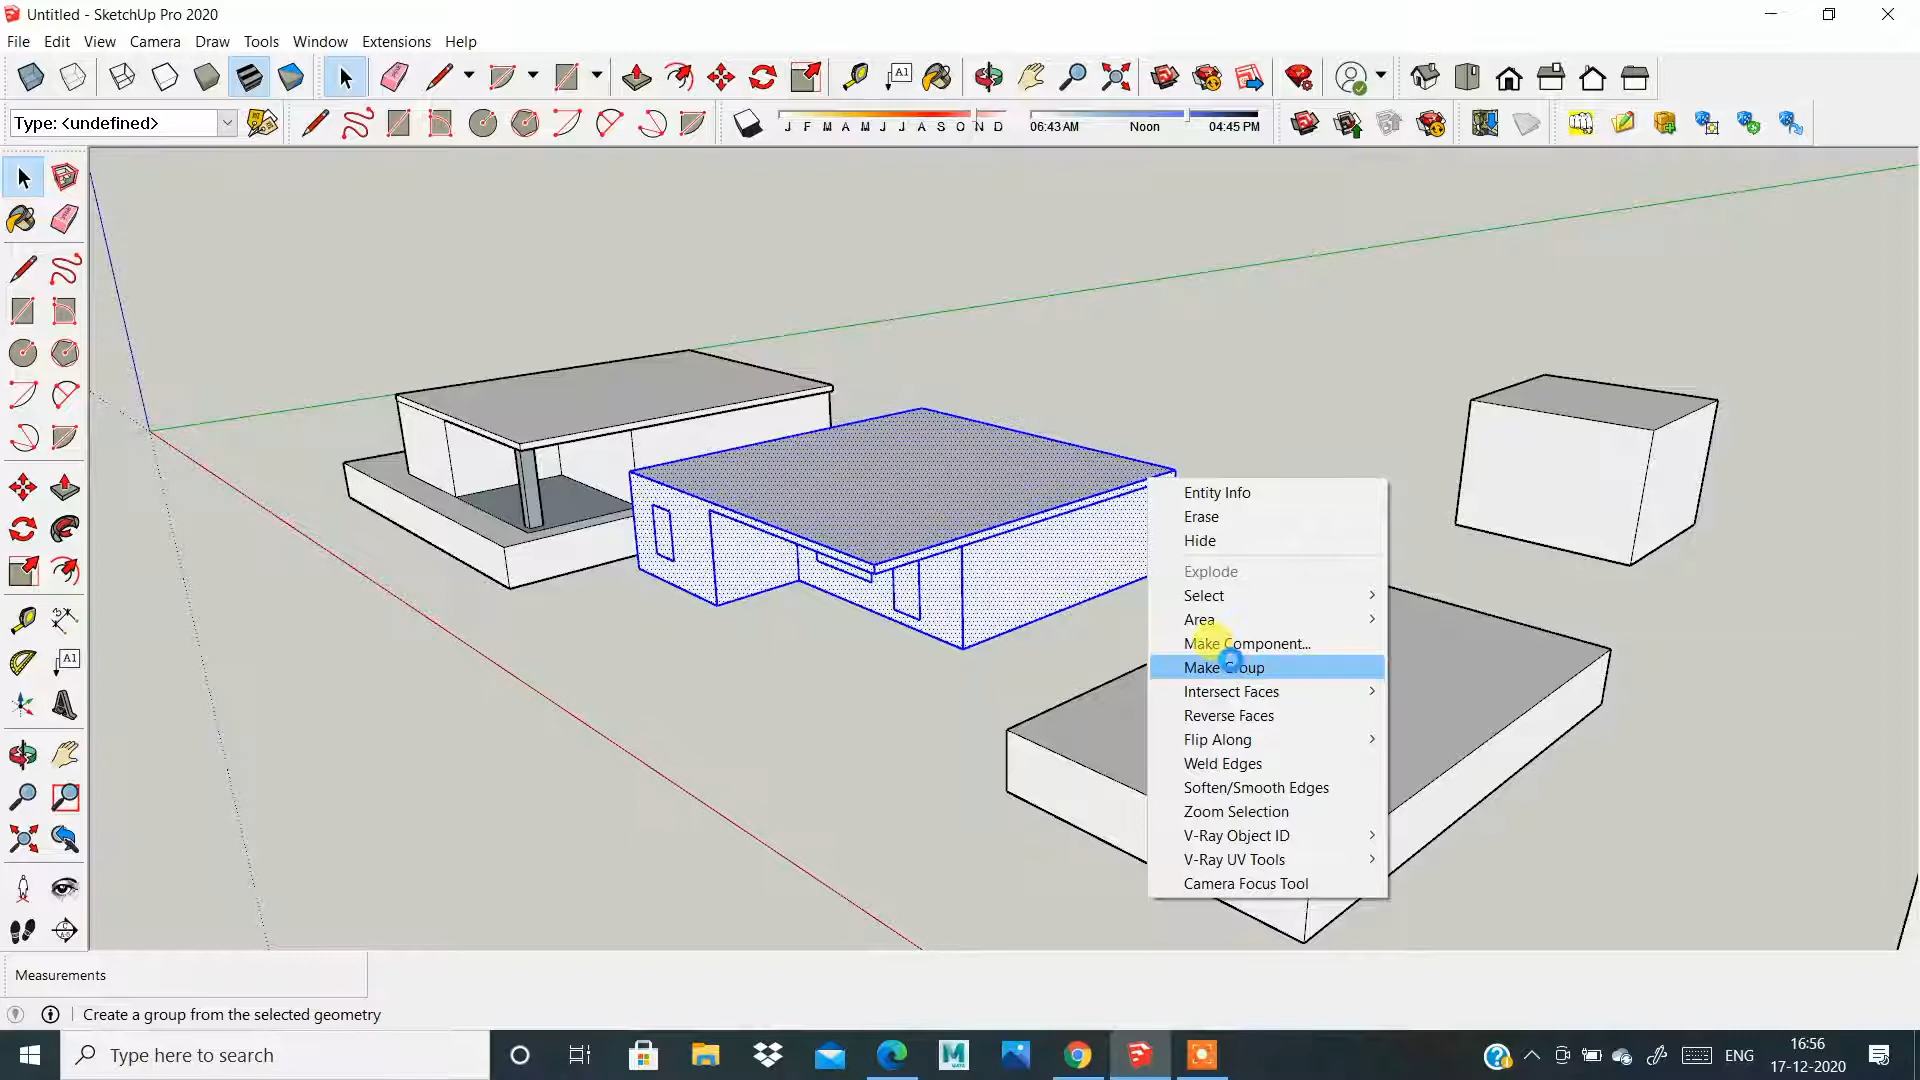 Untitled - SketchUp Pro 2020
File Edit View Camera Draw Tools Window Extensions Help
A1
Type: <undefined>
J F M A M J J A S O N D
06:43 AM Noon 04:45 PM
A1
Entity Info
Erase
Hide
Explode
Select
Area
Make Component...
Make Group
Intersect Faces
Reverse Faces
Flip Along
Weld Edges
Soften/Smooth Edges
Zoom Selection
V-Ray Object ID
V-Ray UV Tools
Camera Focus Tool
Measurements
Create a group from the selected geometry
Type here to search
ENG
16:56
17-12-2020